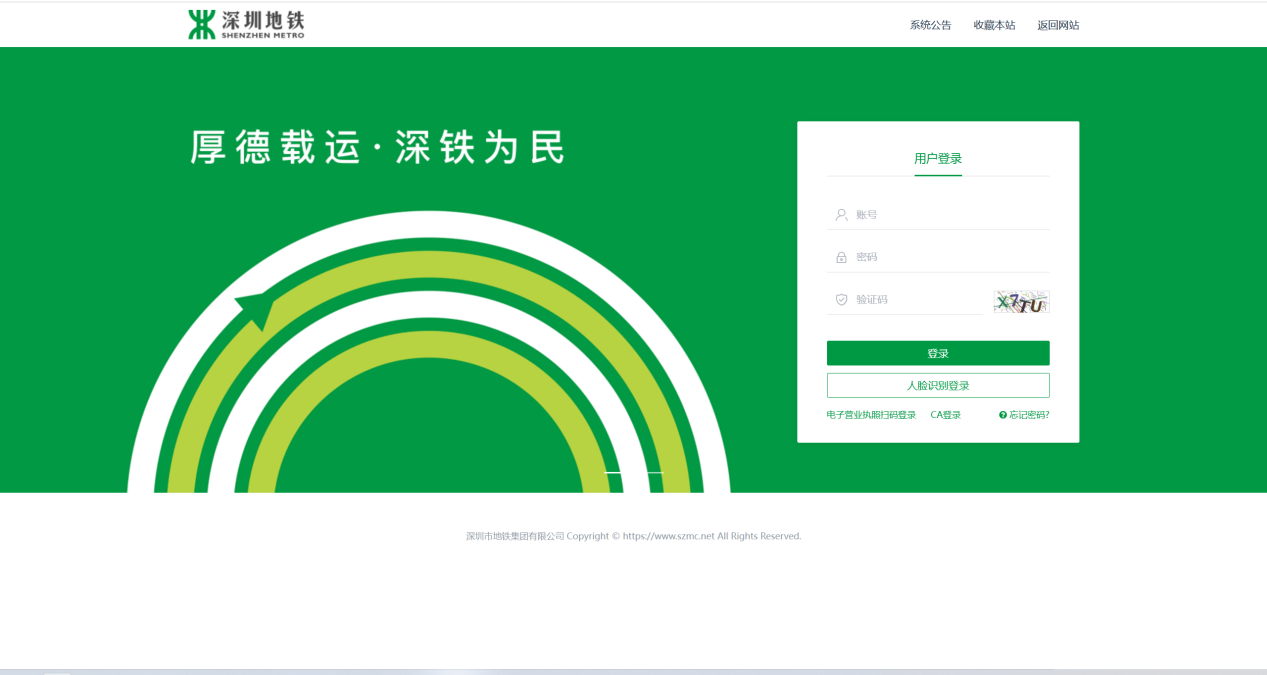 深圳地铁
SHENZHEN METRO
系统公告 收藏本站 返回网站
厚德载运·深铁为民
用户登录
账号
密码
验证码
X7TU
登录
人脸识别登录
电子营业执照扫码登录 CA登录 忘记密码?
深圳市地铁集团有限公司 Copyright © https://www.szmc.net All Rights Reserved.